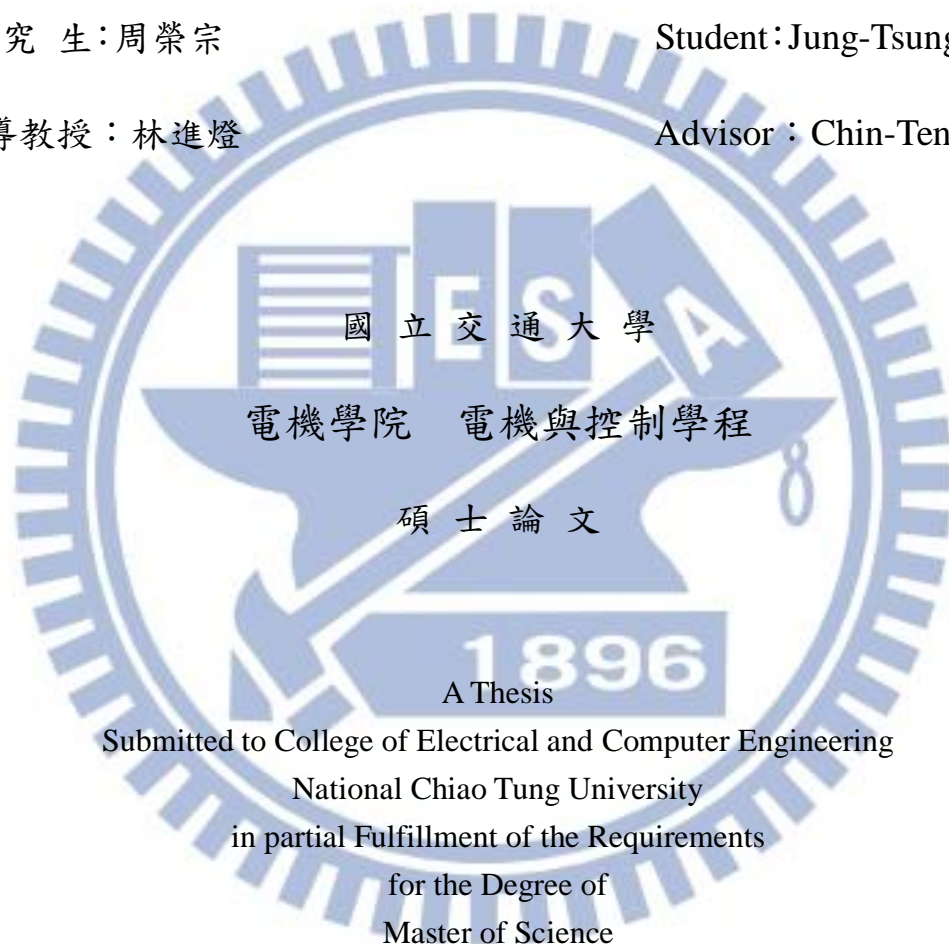 究 生：周榮宗 Student：Jung-Tsung
導教授：林進燈 Advisor：Chin-Ten
E S A
國 立 交 通 大 學
電機學院 電機與控制學程
碩 士 論 文
1896
A Thesis
Submitted to College of Electrical and Computer Engineering
National Chiao Tung University
in partial Fulfillment of the Requirements
for the Degree of
Master of Science